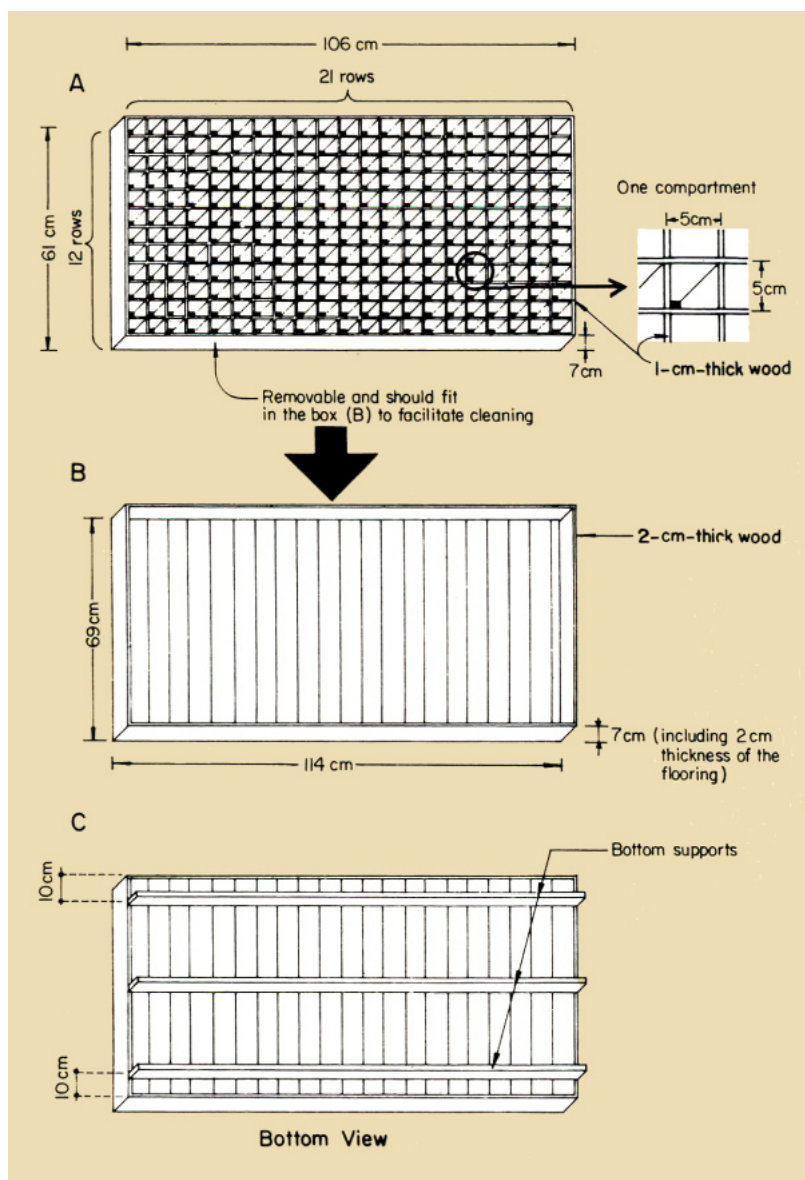 106 cm
A
21 rows
61 cm
12 rows
One compartment
5cm
5cm
7cm
1-cm-thick wood
Removable and should fit
in the box (B) to facilitate cleaning
B
2-cm-thick wood
69cm
7cm (including 2cm
thickness of the
flooring)
114 cm
C
Bottom supports
10cm
10cm
Bottom View